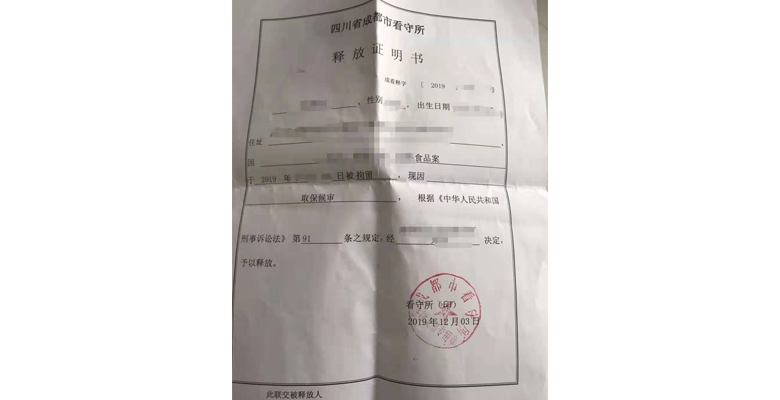 四川省成都市看守所
释放证明书
成看释字 [2019
，性别 ，出生日期
住址 ，
因 食品案
于 2019 年 日被 拘留 ，现因
取保候审 ，根据《中华人民共和国
刑事诉讼法》第 91 条之规定，经 决定，
予以释放。
看守所（印）
2019 年 12 月 03 日
此联交被释放人